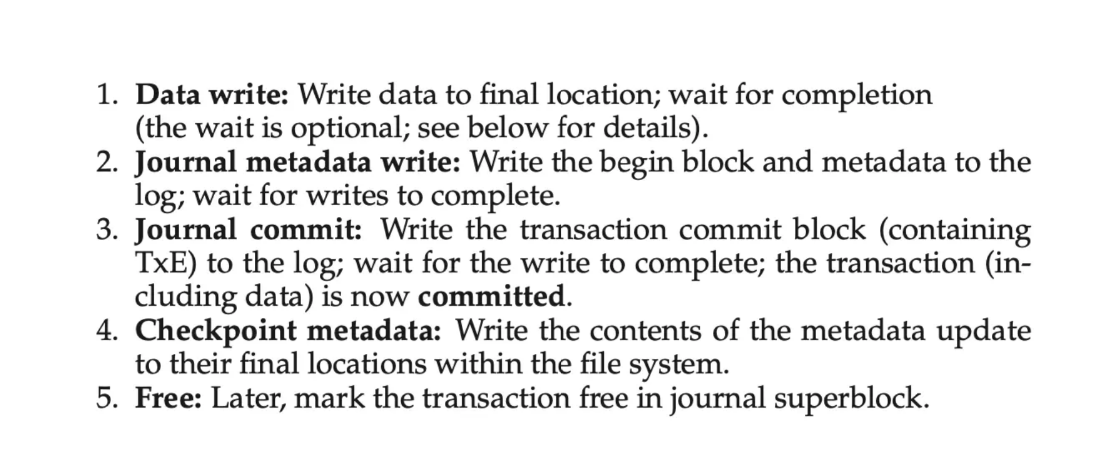 1. Data write: Write data to final location; wait for completion
(the wait is optional; see below for details).
2. Journal metadata write: Write the begin block and metadata to the
log; wait for writes to complete.
3. Journal commit: Write the transaction commit block (containing
TxE) to the log; wait for the write to complete; the transaction (in-
cluding data) is now committed.
4. Checkpoint metadata: Write the contents of the metadata update
to their final locations within the file system.
5. Free: Later, mark the transaction free in journal superblock.